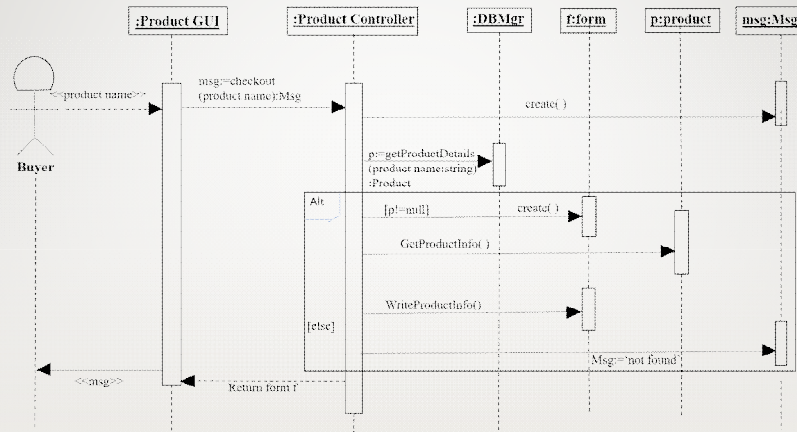 :Product GUI
:Product Controller
:DBMgr
f:form
p:product
msg:Msg
<<product name>>
msg:=checkout
(product name):Msg
create( )
Buyer
p:=getProductDetails
(product name:string)
:Product
Alt
[p!=null]
create( )
GetProductInfo( )
WriteProductInfo()
[else]
Msg:='not found'
<<msg>>
Return form f